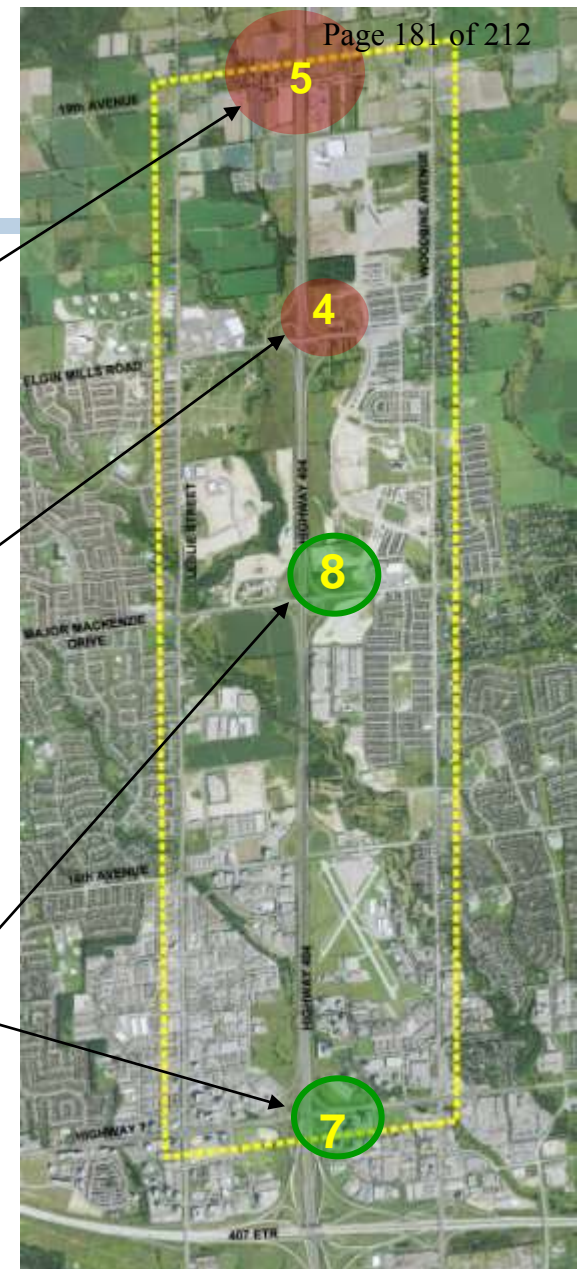 Page 181 of 212
5
19th AVENUE
WOODBINE AVENUE
4
ELGIN MILLS ROAD
HIGHWAY 404
LESLIE STREET
8
MAJOR MACKENZIE
DRIVE
16th AVENUE
HIGHWAY 404
7
HIGHWAY 7
407 ETR